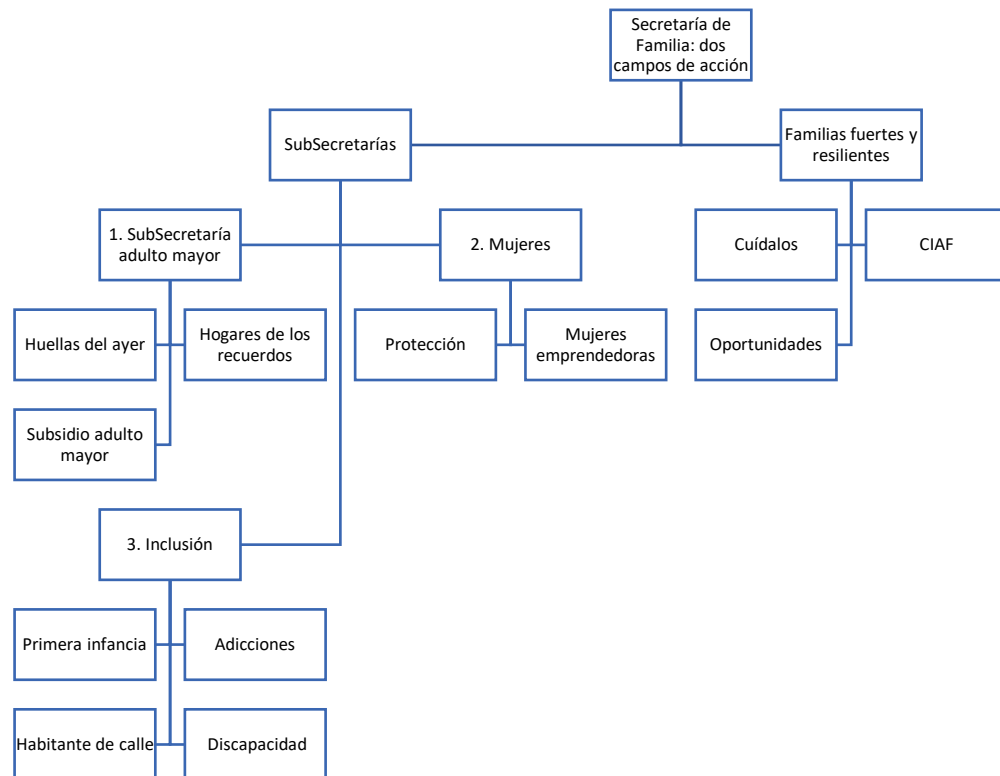 Secretaría de
Familia: dos
campos de acción
SubSecretarías
Familias fuertes y
resilientes
1. SubSecretaría
adulto mayor
2. Mujeres
Cuídalos
CIAF
Huellas del ayer
Hogares de los
recuerdos
Protección
Mujeres
emprendedoras
Oportunidades
Subsidio adulto
mayor
3. Inclusión
Primera infancia
Adicciones
Habitante de calle
Discapacidad